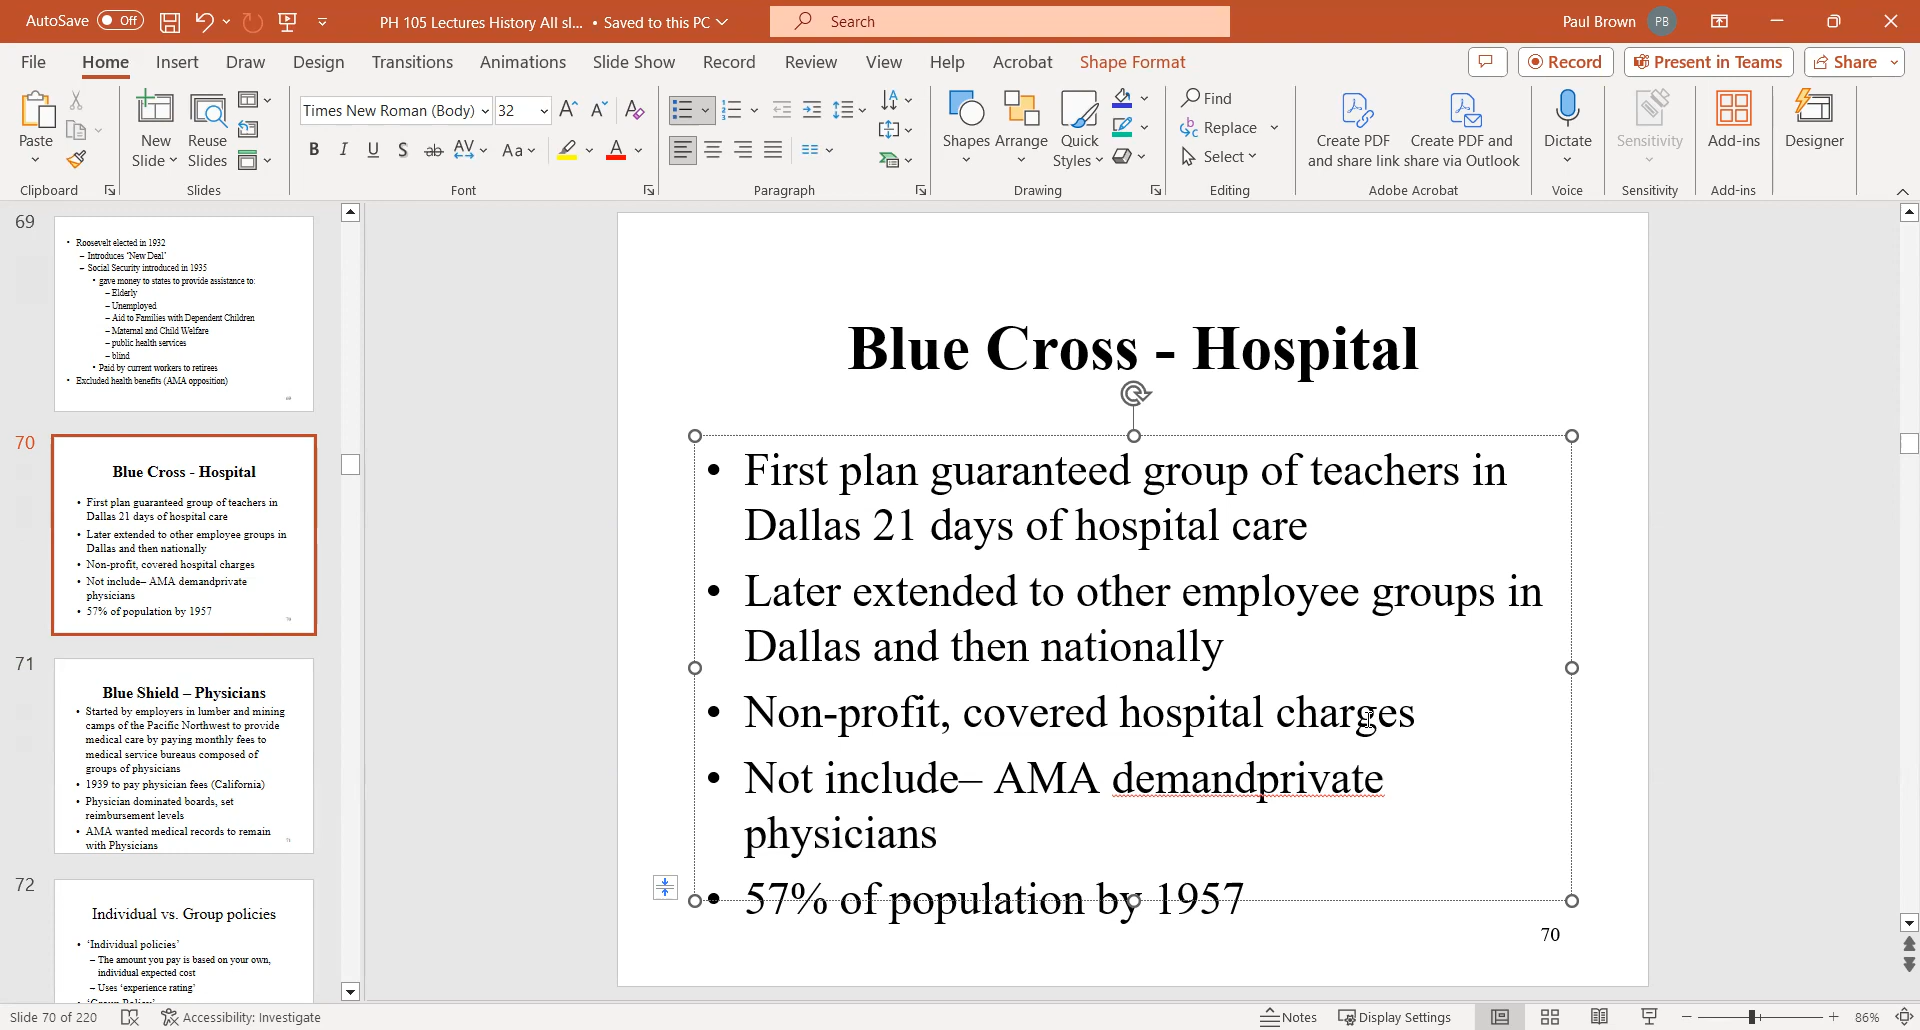 AutoSave Off PH 105 Lectures History All sl... • Saved to this PC Search Paul Brown PB
File Home Insert Draw Design Transitions Animations Slide Show Record Review View Help Acrobat Shape Format Record Present in Teams Share
Paste New Slide Reuse Slides
Times New Roman (Body) 32
B I U S ab AV Aa A
Shapes Arrange Quick Styles
Find
Replace
Select
Create PDF and share link
Create PDF and share via Outlook
Dictate Sensitivity Add-ins Designer
Clipboard Slides Font Paragraph Drawing Editing Adobe Acrobat Voice Sensitivity Add-ins
69
• Roosevelt elected in 1932
– Introduces 'New Deal'
– Social Security introduced in 1935
• gave money to states to provide assistance to:
– Elderly
– Unemployed
– Aid to Families with Dependent Children
– Maternal and Child Welfare
– public health services
– blind
• Paid by current workers to retirees
• Excluded health benefits (AMA opposition)
70
Blue Cross - Hospital
• First plan guaranteed group of teachers in
Dallas 21 days of hospital care
• Later extended to other employee groups in
Dallas and then nationally
• Non-profit, covered hospital charges
• Not include– AMA demandprivate
physicians
• 57% of population by 1957
71
Blue Shield – Physicians
• Started by employers in lumber and mining
camps of the Pacific Northwest to provide
medical care by paying monthly fees to
medical service bureaus composed of
groups of physicians
• 1939 to pay physician fees (California)
• Physician dominated boards, set
reimbursement levels
• AMA wanted medical records to remain
with Physicians
72
Individual vs. Group policies
• 'Individual policies'
– The amount you pay is based on your own,
individual expected cost
– Uses 'experience rating'
• 'Group Policy'
Blue Cross - Hospital
• First plan guaranteed group of teachers in
Dallas 21 days of hospital care
• Later extended to other employee groups in
Dallas and then nationally
• Non-profit, covered hospital charges
• Not include– AMA demandprivate
physicians
• 57% of population by 1957
70
Slide 70 of 220 Accessibility: Investigate Notes Display Settings 86%